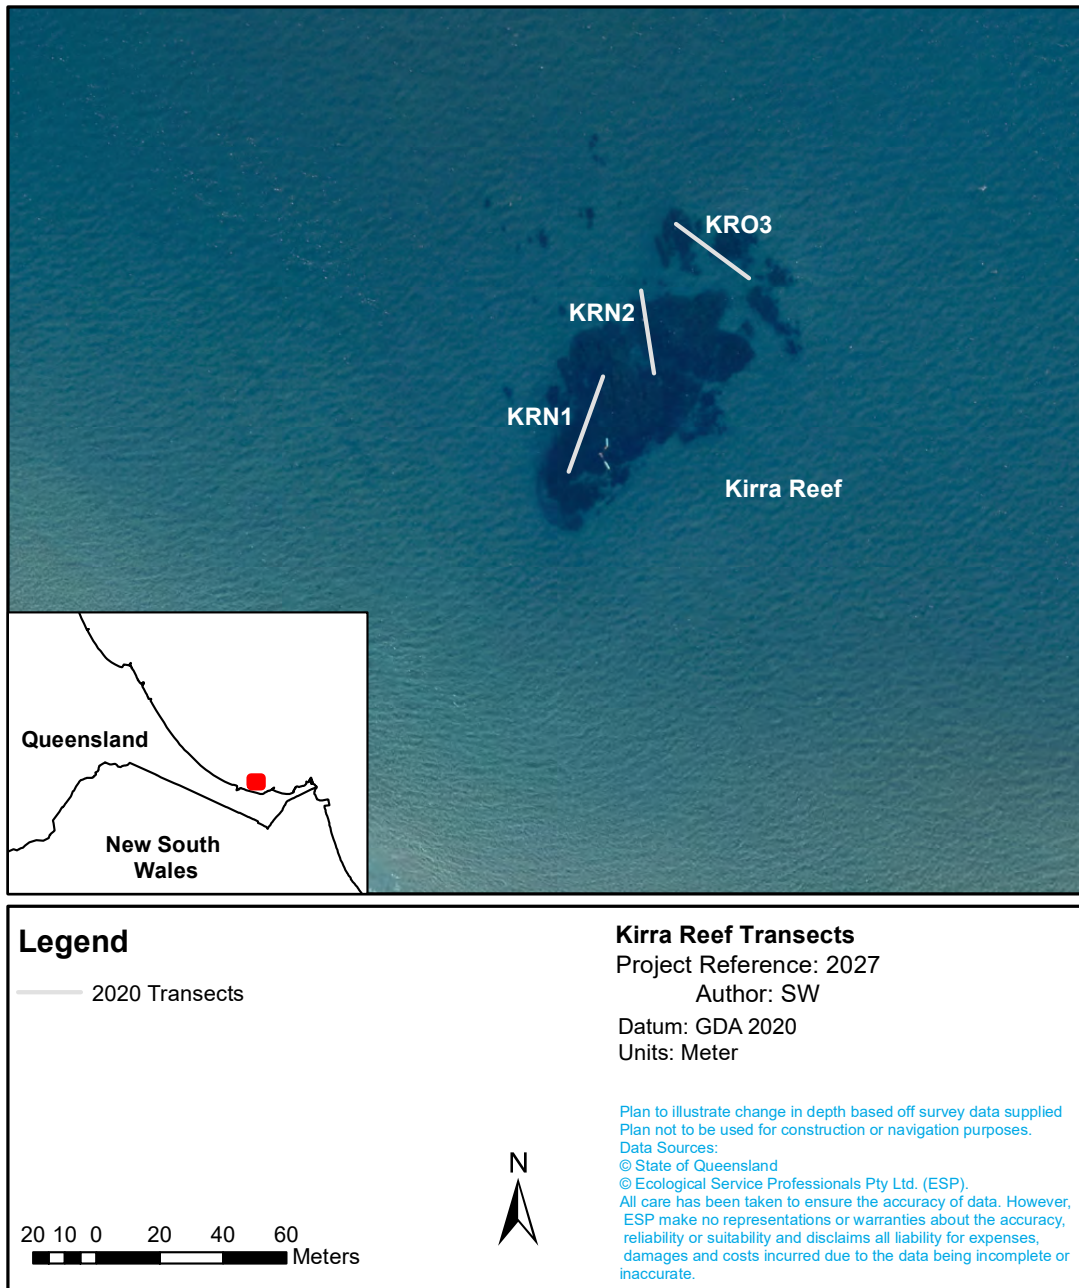 KRO3
KRN2
KRN1
Kirra Reef
Queensland
New South
Wales
Legend
2020 Transects
Kirra Reef Transects
Project Reference: 2027
Author: SW
Datum: GDA 2020
Units: Meter
Plan to illustrate change in depth based off survey data supplied
Plan not to be used for construction or navigation purposes.
Data Sources:
© State of Queensland
© Ecological Service Professionals Pty Ltd. (ESP).
All care has been taken to ensure the accuracy of data. However,
ESP make no representations or warranties about the accuracy,
reliability or suitability and disclaims all liability for expenses,
damages and costs incurred due to the data being incomplete or
inaccurate.
N
20 10 0 20 40 60
Meters